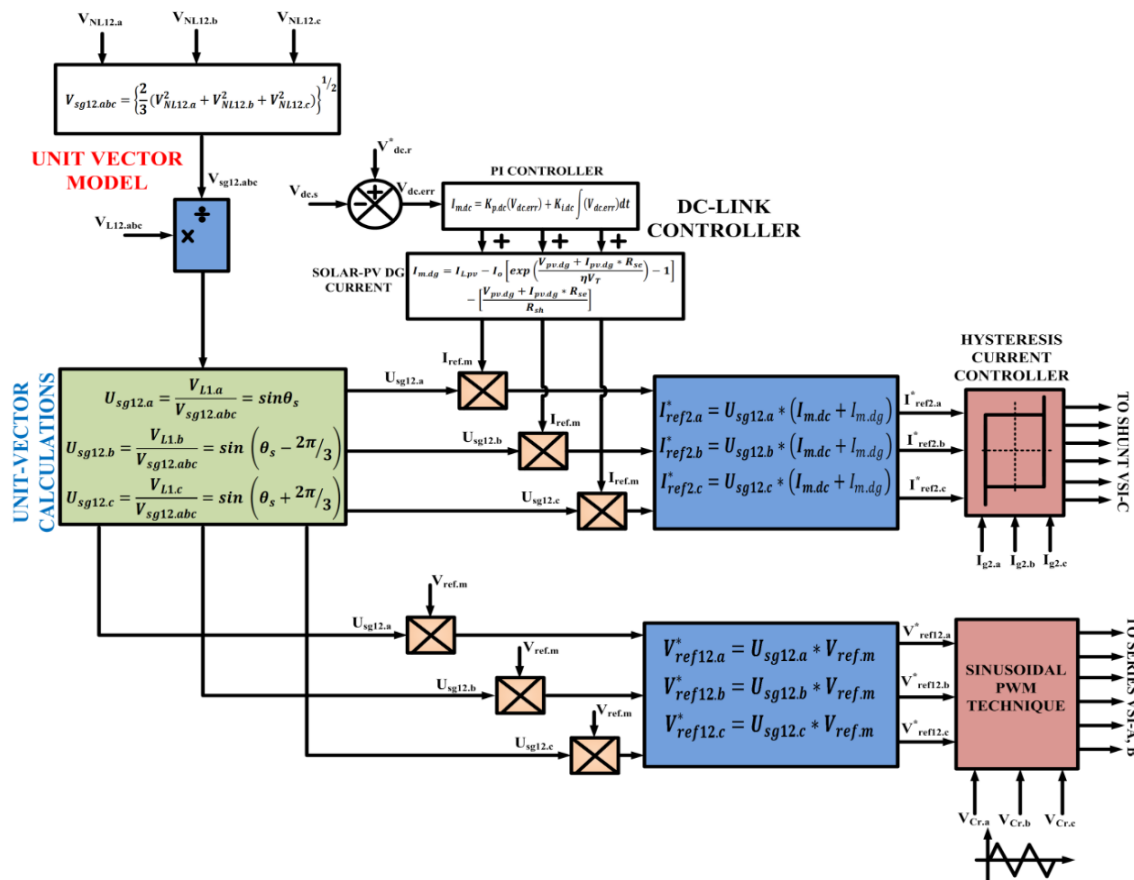 V_NL12.a V_NL12.b V_NL12.c
V_sg12.abc = {2/3 (V²_NL12.a + V²_NL12.b + V²_NL12.c)}^1/2
UNIT VECTOR
MODEL
V_sg12.abc
V_L12.abc
÷
×
V*_dc.r
V_dc.s
+
−
V_dc.err
PI CONTROLLER
I_m.dc = K_p.dc(V_dc.err) + K_i.dc ∫(V_dc.err)dt
DC-LINK
CONTROLLER
+ + +
SOLAR-PV DG
CURRENT
I_m.dg = I_L.pv − I_o [exp((V_pv.dg + I_pv.dg * R_se)/(ηV_T)) − 1]
− [(V_pv.dg + I_pv.dg * R_se)/R_sh]
UNIT-VECTOR
CALCULATIONS
U_sg12.a = V_L1.a/V_sg12.abc = sinθ_s
U_sg12.b = V_L1.b/V_sg12.abc = sin (θ_s − 2π/3)
U_sg12.c = V_L1.c/V_sg12.abc = sin (θ_s + 2π/3)
I_ref.m
U_sg12.a
I_ref.m
U_sg12.b
I_ref.m
U_sg12.c
I*_ref2.a = U_sg12.a * (I_m.dc + I_m.dg)
I*_ref2.b = U_sg12.b * (I_m.dc + I_m.dg)
I*_ref2.c = U_sg12.c * (I_m.dc + I_m.dg)
I*_ref2.a
I*_ref2.b
I*_ref2.c
HYSTERESIS
CURRENT
CONTROLLER
I_g2.a I_g2.b I_g2.c
TO SHUNT VSI-C
V_ref.m
U_sg12.a
V_ref.m
U_sg12.b
V_ref.m
U_sg12.c
V*_ref12.a = U_sg12.a * V_ref.m
V*_ref12.b = U_sg12.b * V_ref.m
V*_ref12.c = U_sg12.c * V_ref.m
V*_ref12.a
V*_ref12.b
V*_ref12.c
SINUSOIDAL
PWM
TECHNIQUE
TO SERIES VSI-A, B
V_Cr.a V_Cr.b V_Cr.c